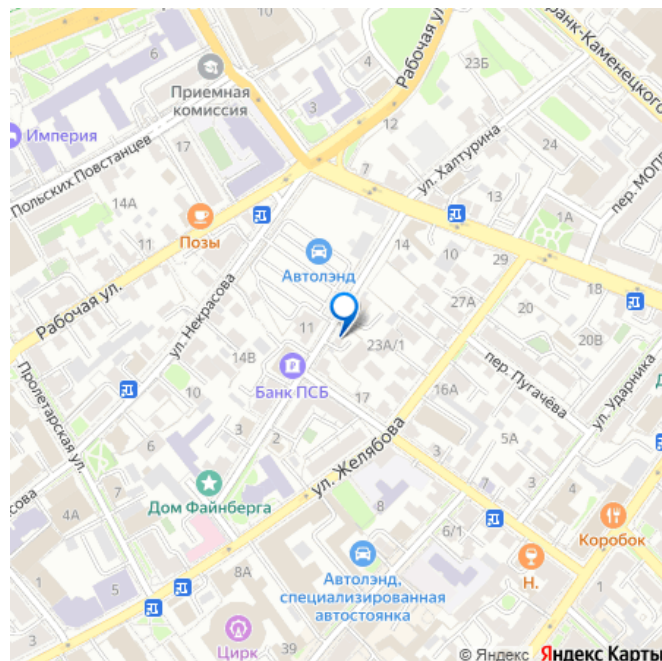 10
4
Рабочая ул.
23Б
Приемная
комиссия
3
12
24
Империя
Польских Повстанцев
17
7
ул. Халтурина
пер. МОПР
14А
13
1А
Позы
11
14
Автолэнд
10
29
18
Рабочая ул.
ул. Некрасова
27А
20
11
23А/1
20В
14В
Банк ПСБ
пер. Пугачёва
Пролетарская ул.
10
17
16А
ул. Ударника
6
3
2
ул. Желябова
5А
Дом Файнберга
7
4А
8
6/1
3
4
7
Коробок
1
5
8А
Автолэнд,
специализированная
автостоянка
Н.
1
3
Цирк
39
© Яндекс Яндекс Карты